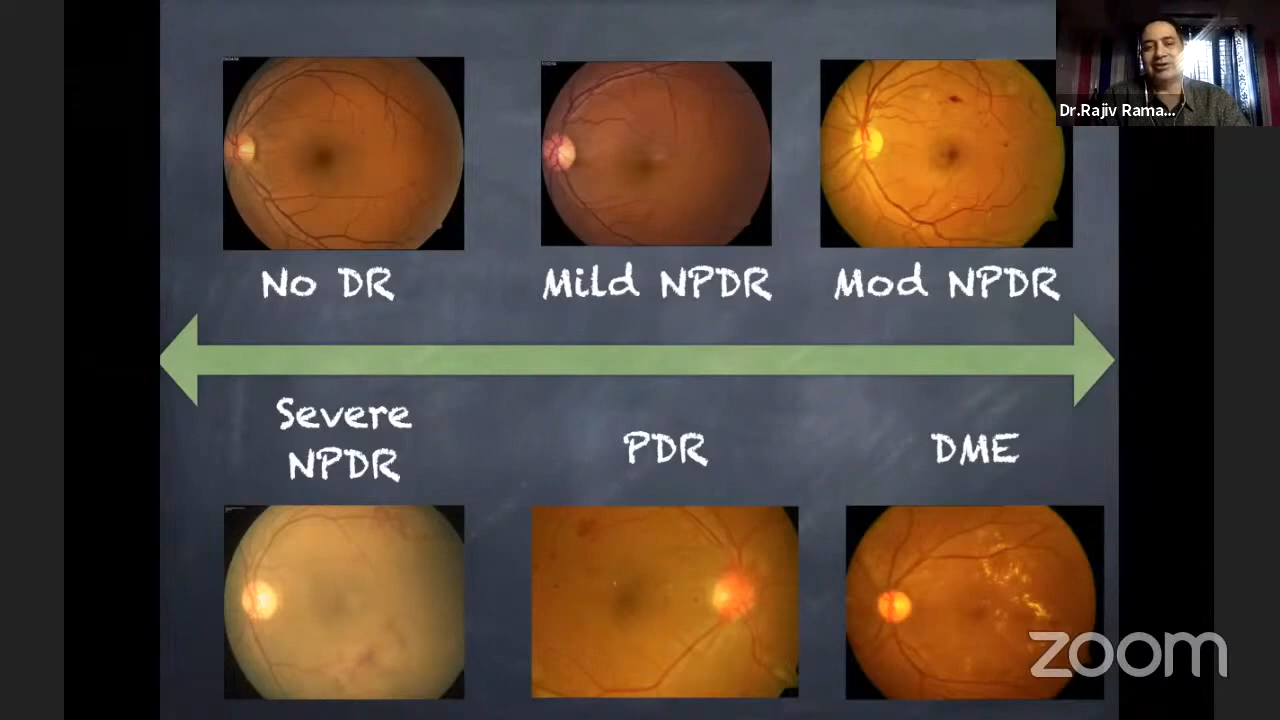 Dr.Rajiv Rama...
No DR
Mild NPDR
Mod NPDR
Severe
NPDR
PDR
DME
zoom